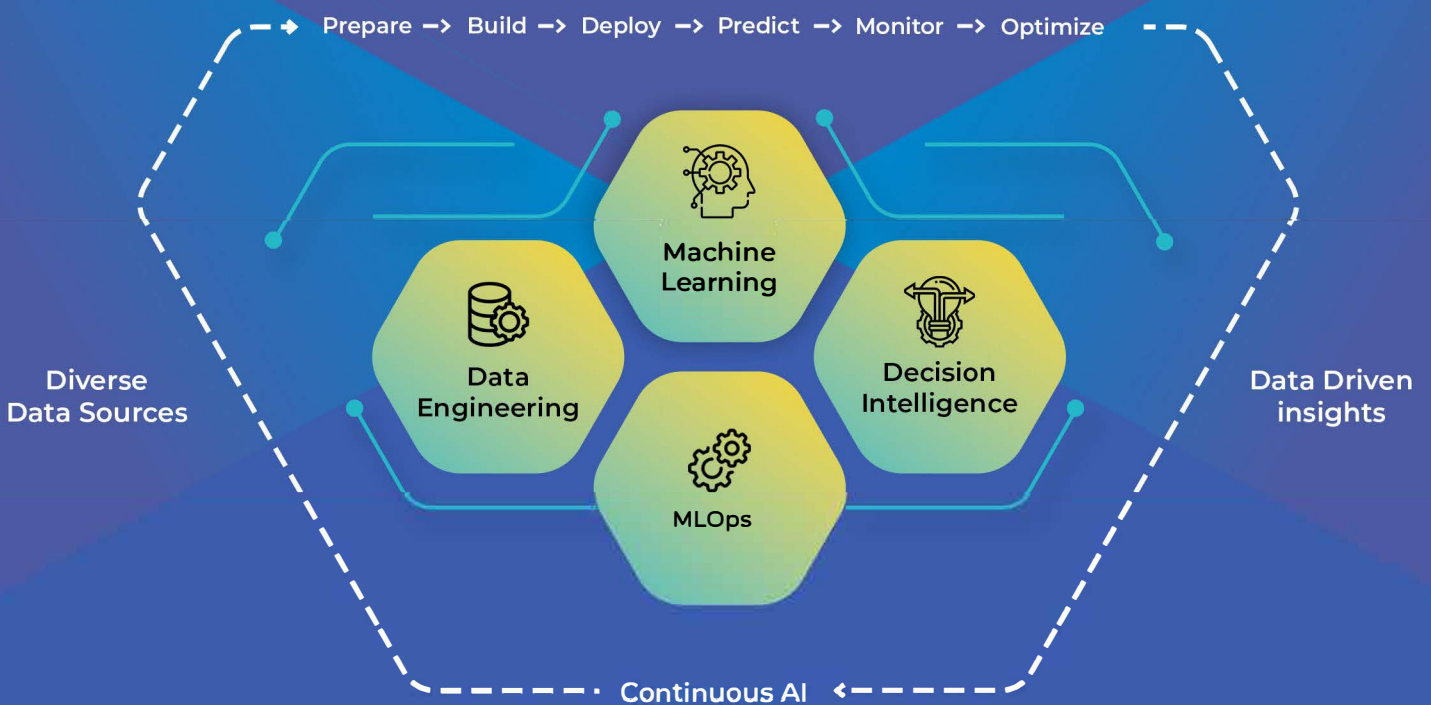 Prepare –> Build –> Deploy –> Predict –> Monitor –> Optimize
Machine
Learning
Data
Engineering
Decision
Intelligence
Diverse
Data Sources
Data Driven
insights
MLOps
Continuous AI